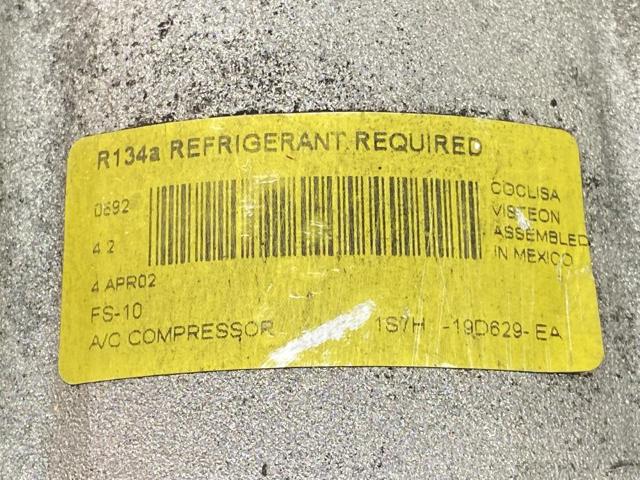 R134a REFRIGERANT REQUIRED
0692
COCLISA
VISTEON
4.2
ASSEMBLED
IN MEXICO
4 APR02
FS-10
A/C COMPRESSOR 1S7H -19D629- EA